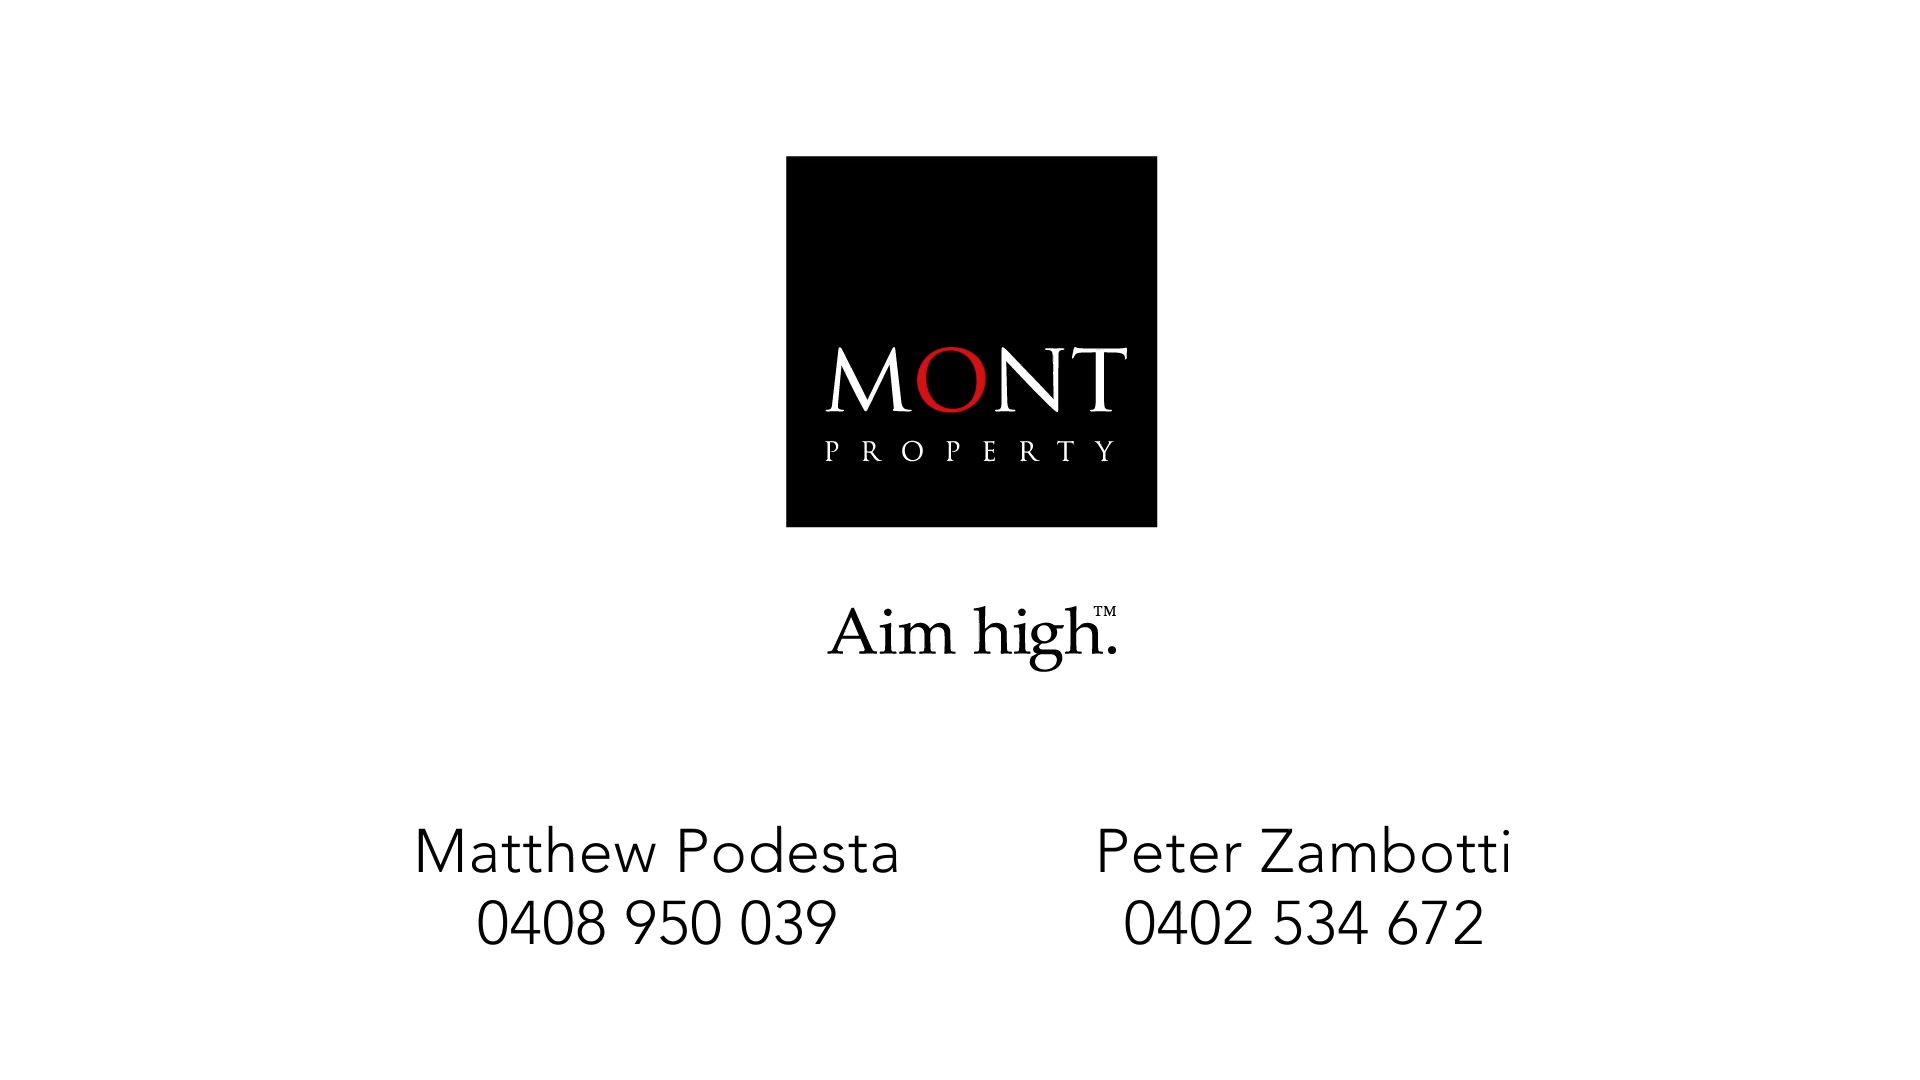 MONT
PROPERTY
Aim high.™
Matthew Podesta
0408 950 039
Peter Zambotti
0402 534 672